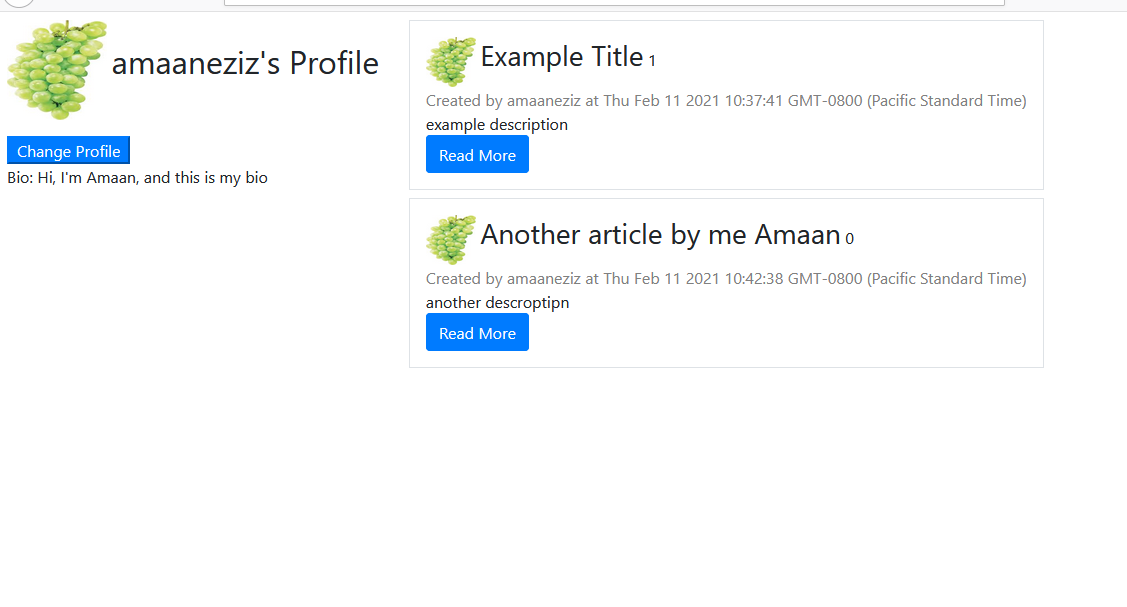 amaaneziz's Profile
Change Profile
Bio: Hi, I'm Amaan, and this is my bio
Example Title 1
Created by amaaneziz at Thu Feb 11 2021 10:37:41 GMT-0800 (Pacific Standard Time)
example description
Read More
Another article by me Amaan 0
Created by amaaneziz at Thu Feb 11 2021 10:42:38 GMT-0800 (Pacific Standard Time)
another descroptipn
Read More